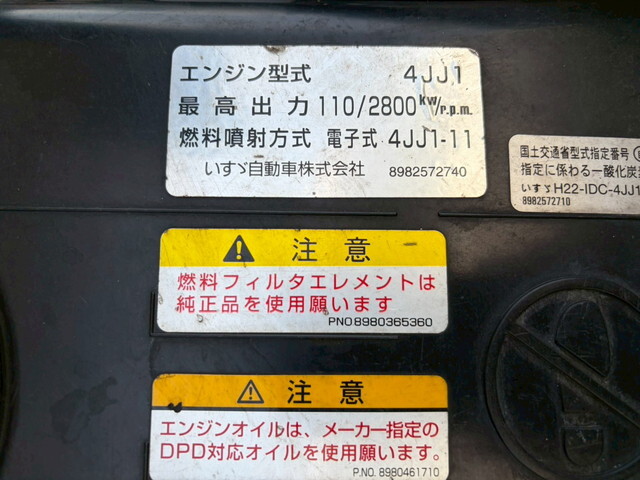 エンジン型式 4JJ1
最高出力 110/2800kw/r.p.m.
燃料噴射方式 電子式 4JJ1-11
いすゞ自動車株式会社 8982572740
国土交通省型式指定番号
指定に係わる一酸化炭
いすゞH22-IDC-4JJ1
8982572710
注意
燃料フィルタエレメントは
純正品を使用願います
PNO8980365360
注意
エンジンオイルは、メーカー指定の
DPD対応オイルを使用願います。
P.NO. 8980461710